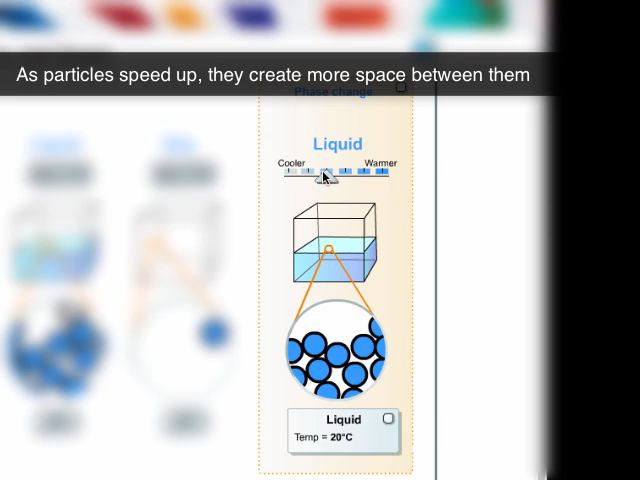 As particles speed up, they create more space between them
Phase change
Liquid
Cooler Warmer
Liquid
Temp = 20°C